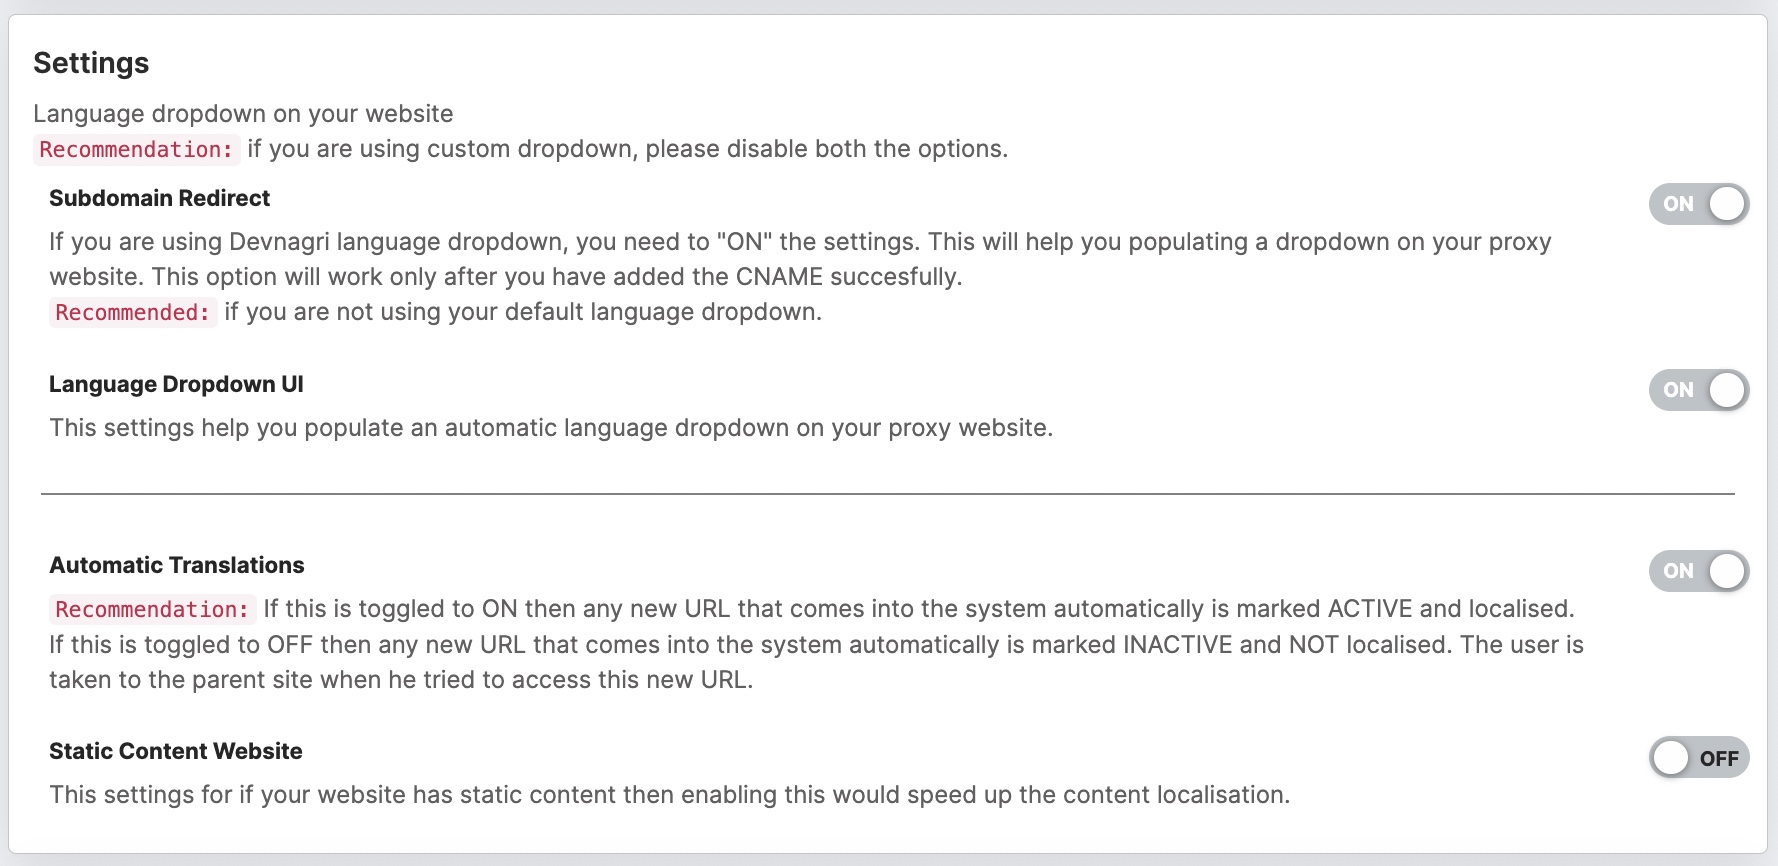 Settings
Language dropdown on your website
Recommendation: if you are using custom dropdown, please disable both the options.
Subdomain Redirect
ON
If you are using Devnagri language dropdown, you need to "ON" the settings. This will help you populating a dropdown on your proxy
website. This option will work only after you have added the CNAME succesfully.
Recommended: if you are not using your default language dropdown.
Language Dropdown UI
ON
This settings help you populate an automatic language dropdown on your proxy website.
Automatic Translations
ON
Recommendation: If this is toggled to ON then any new URL that comes into the system automatically is marked ACTIVE and localised.
If this is toggled to OFF then any new URL that comes into the system automatically is marked INACTIVE and NOT localised. The user is
taken to the parent site when he tried to access this new URL.
Static Content Website
OFF
This settings for if your website has static content then enabling this would speed up the content localisation.